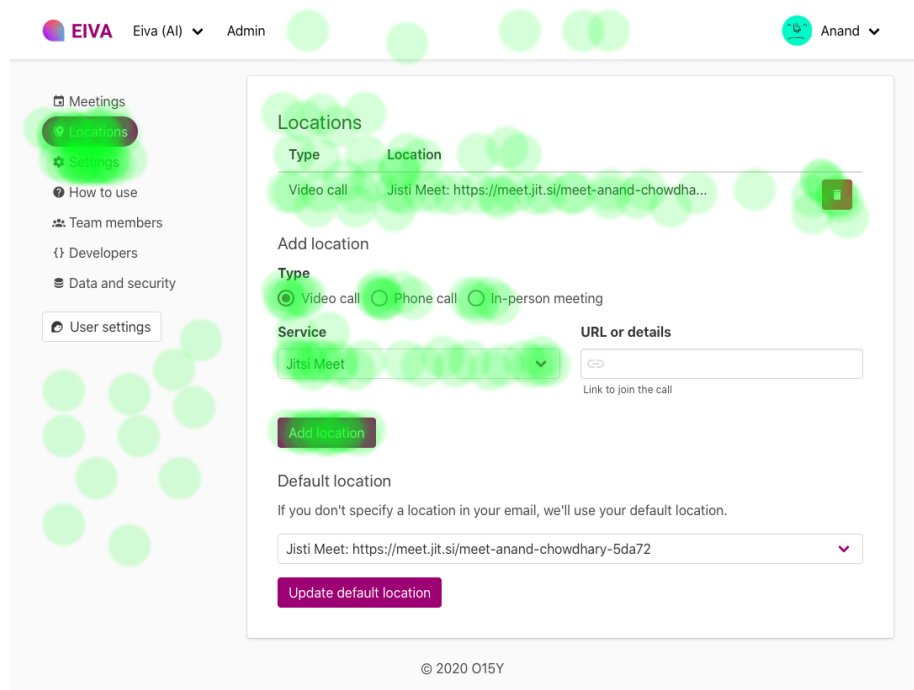 EIVA Eiva (AI) Admin Anand
Meetings
Locations
Settings
How to use
Team members
Developers
Data and security
User settings
Locations
Type Location
Video call Jisti Meet: https://meet.jit.si/meet-anand-chowdha...
Add location
Type
Video call Phone call In-person meeting
Service URL or details
Jitsi Meet
Link to join the call
Add location
Default location
If you don't specify a location in your email, we'll use your default location.
Jisti Meet: https://meet.jit.si/meet-anand-chowdhary-5da72
Update default location
© 2020 O15Y